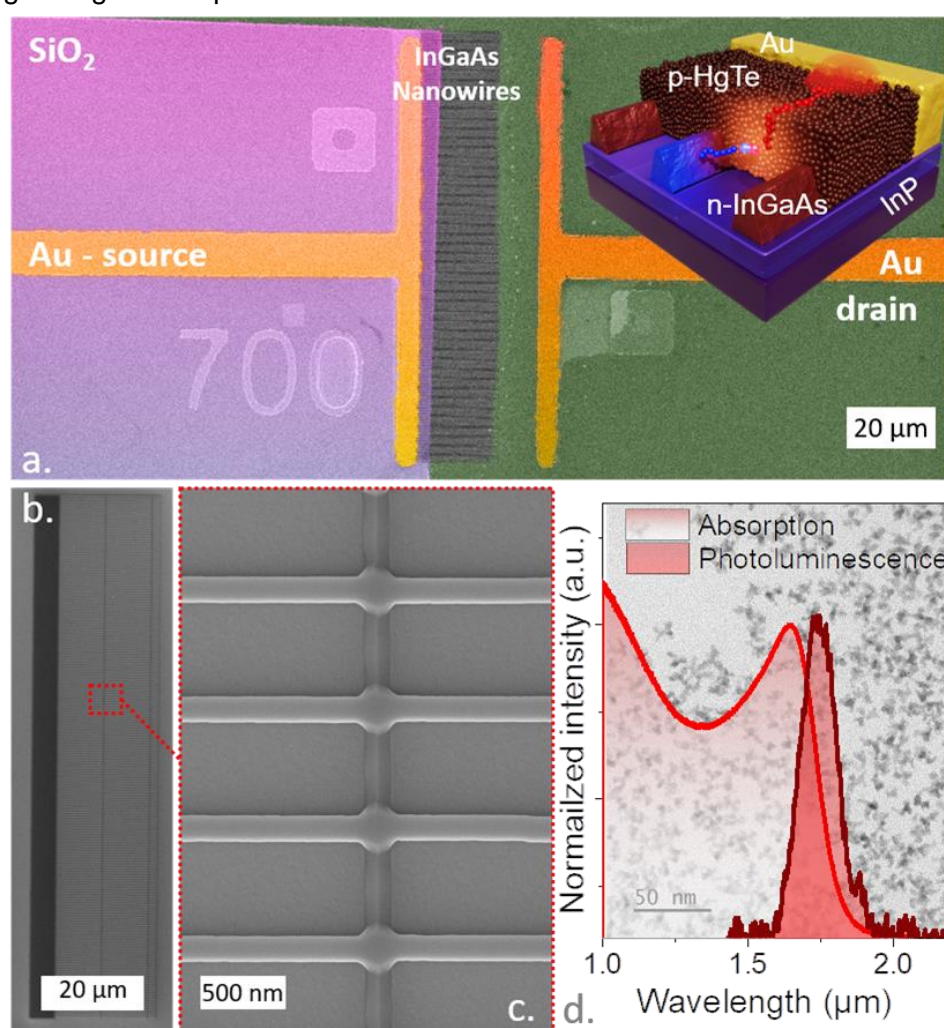 SiO₂
InGaAs
Nanowires
Au
p-HgTe
n-InGaAs
InP
Au - source
Au
drain
700
20 µm
a.
b.
20 µm
500 nm
c.
Absorption
Photoluminescence
Normailzed intensity (a.u.)
50 nm
1.0 1.5 2.0
Wavelength (µm)
d.